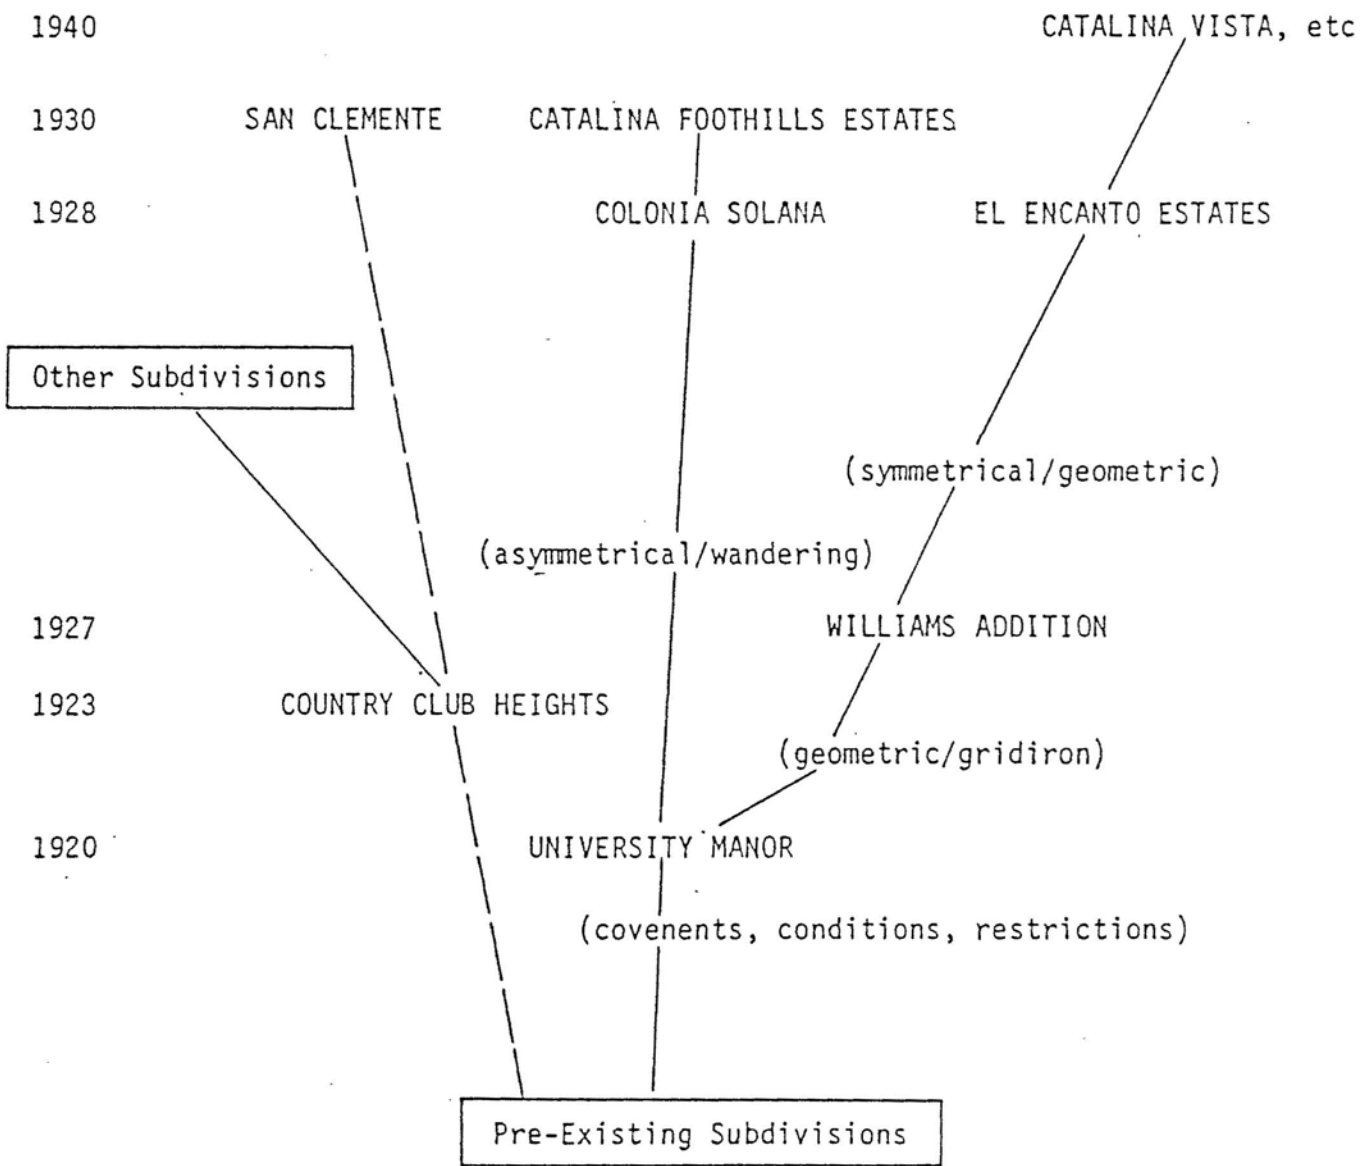 1940 CATALINA VISTA, etc
1930 SAN CLEMENTE CATALINA FOOTHILLS ESTATES
1928 COLONIA SOLANA EL ENCANTO ESTATES
Other Subdivisions
(symmetrical/geometric)
(asymmetrical/wandering)
1927 WILLIAMS ADDITION
1923 COUNTRY CLUB HEIGHTS
(geometric/gridiron)
1920 UNIVERSITY MANOR
(covenents, conditions, restrictions)
Pre-Existing Subdivisions